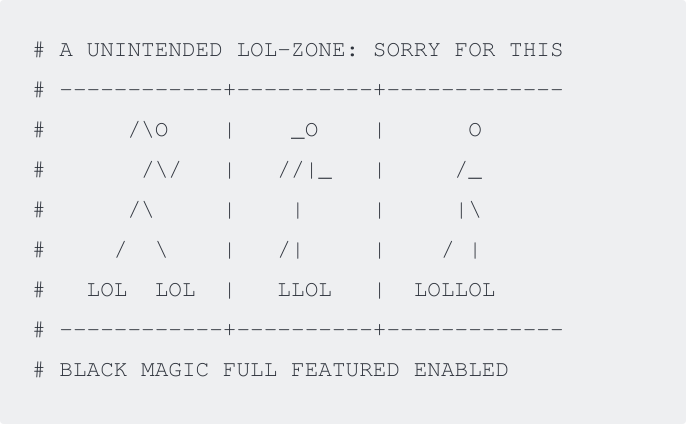 # A UNINTENDED LOL-ZONE: SORRY FOR THIS
# ------------+----------+-------------
#      /\O    |    _O    |      O
#       /\/   |   //|_   |     /_
#      /\     |    |     |     |\
#     /  \    |   /|     |    / |
#   LOL  LOL  |   LLOL   |  LOLLOL
# ------------+----------+-------------
# BLACK MAGIC FULL FEATURED ENABLED